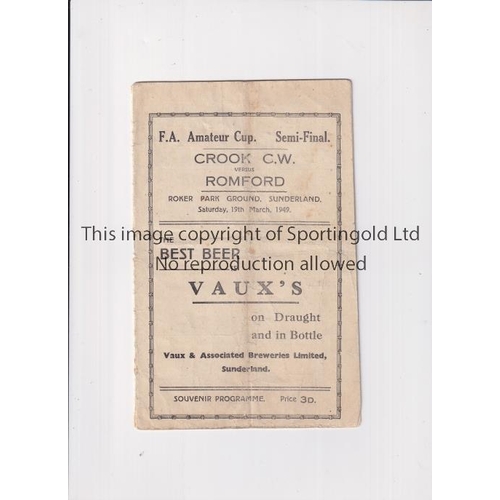 F.A. Amateur Cup. Semi-Final.
CROOK C.W.
VERSUS
ROMFORD
ROKER PARK GROUND, SUNDERLAND,
Saturday, 19th March, 1949.
This image copyright of Sportingold Ltd
THE
BEST BEER
No reproduction allowed
VAUX'S
on Draught
and in Bottle
Vaux & Associated Breweries Limited,
Sunderland.
SOUVENIR PROGRAMME. Price 3D.